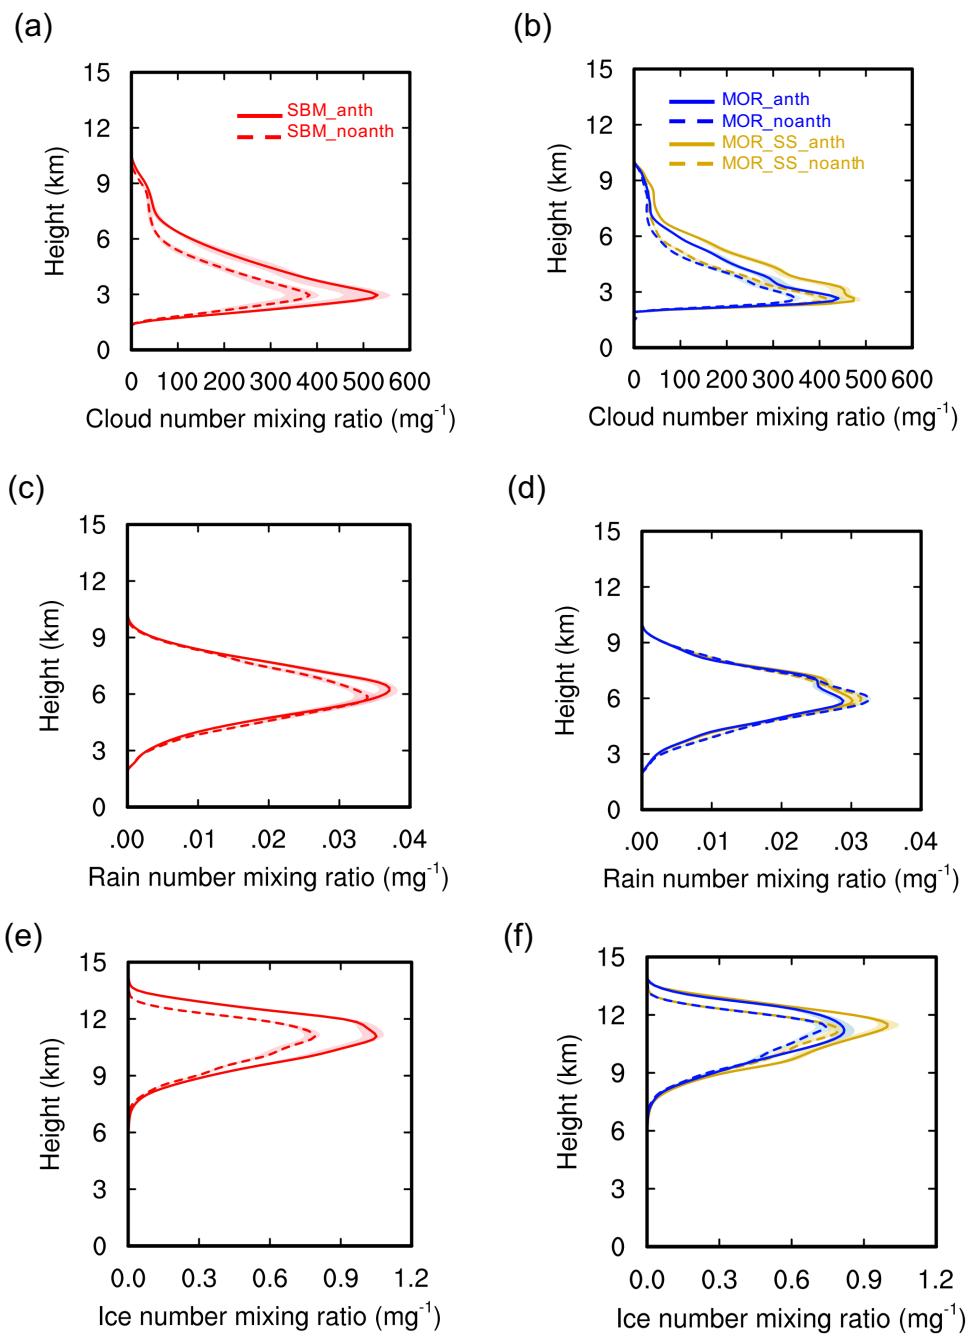 (a)
(b)
15
12
9
6
3
0
Height (km)
SBM_anth
SBM_noanth
0 100 200 300 400 500 600
Cloud number mixing ratio (mg⁻¹)
15
12
9
6
3
0
Height (km)
MOR_anth
MOR_noanth
MOR_SS_anth
MOR_SS_noanth
0 100 200 300 400 500 600
Cloud number mixing ratio (mg⁻¹)
(c)
(d)
15
12
9
6
3
0
Height (km)
.00 .01 .02 .03 .04
Rain number mixing ratio (mg⁻¹)
15
12
9
6
3
0
Height (km)
.00 .01 .02 .03 .04
Rain number mixing ratio (mg⁻¹)
(e)
(f)
15
12
9
6
3
0
Height (km)
0.0 0.3 0.6 0.9 1.2
Ice number mixing ratio (mg⁻¹)
15
12
9
6
3
0
Height (km)
0.0 0.3 0.6 0.9 1.2
Ice number mixing ratio (mg⁻¹)